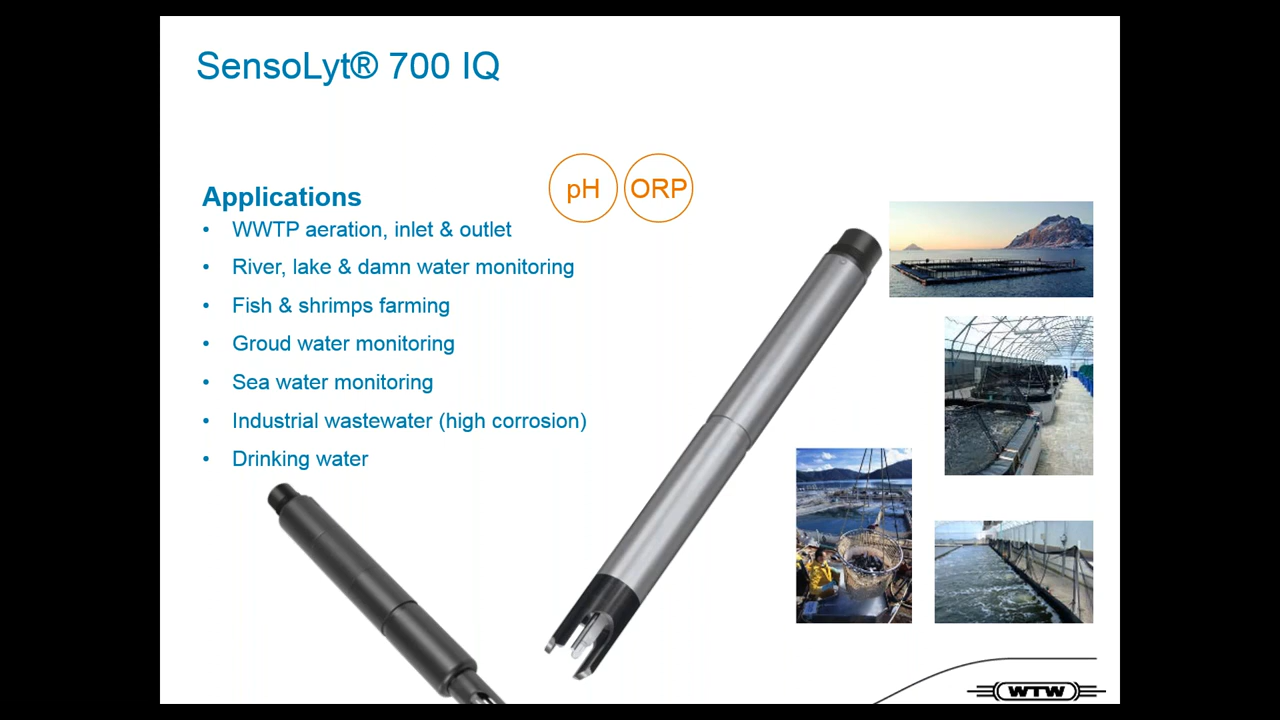 SensoLyt® 700 IQ
pH
ORP
Applications
• WWTP aeration, inlet & outlet
• River, lake & damn water monitoring
• Fish & shrimps farming
• Groud water monitoring
• Sea water monitoring
• Industrial wastewater (high corrosion)
• Drinking water
WTW